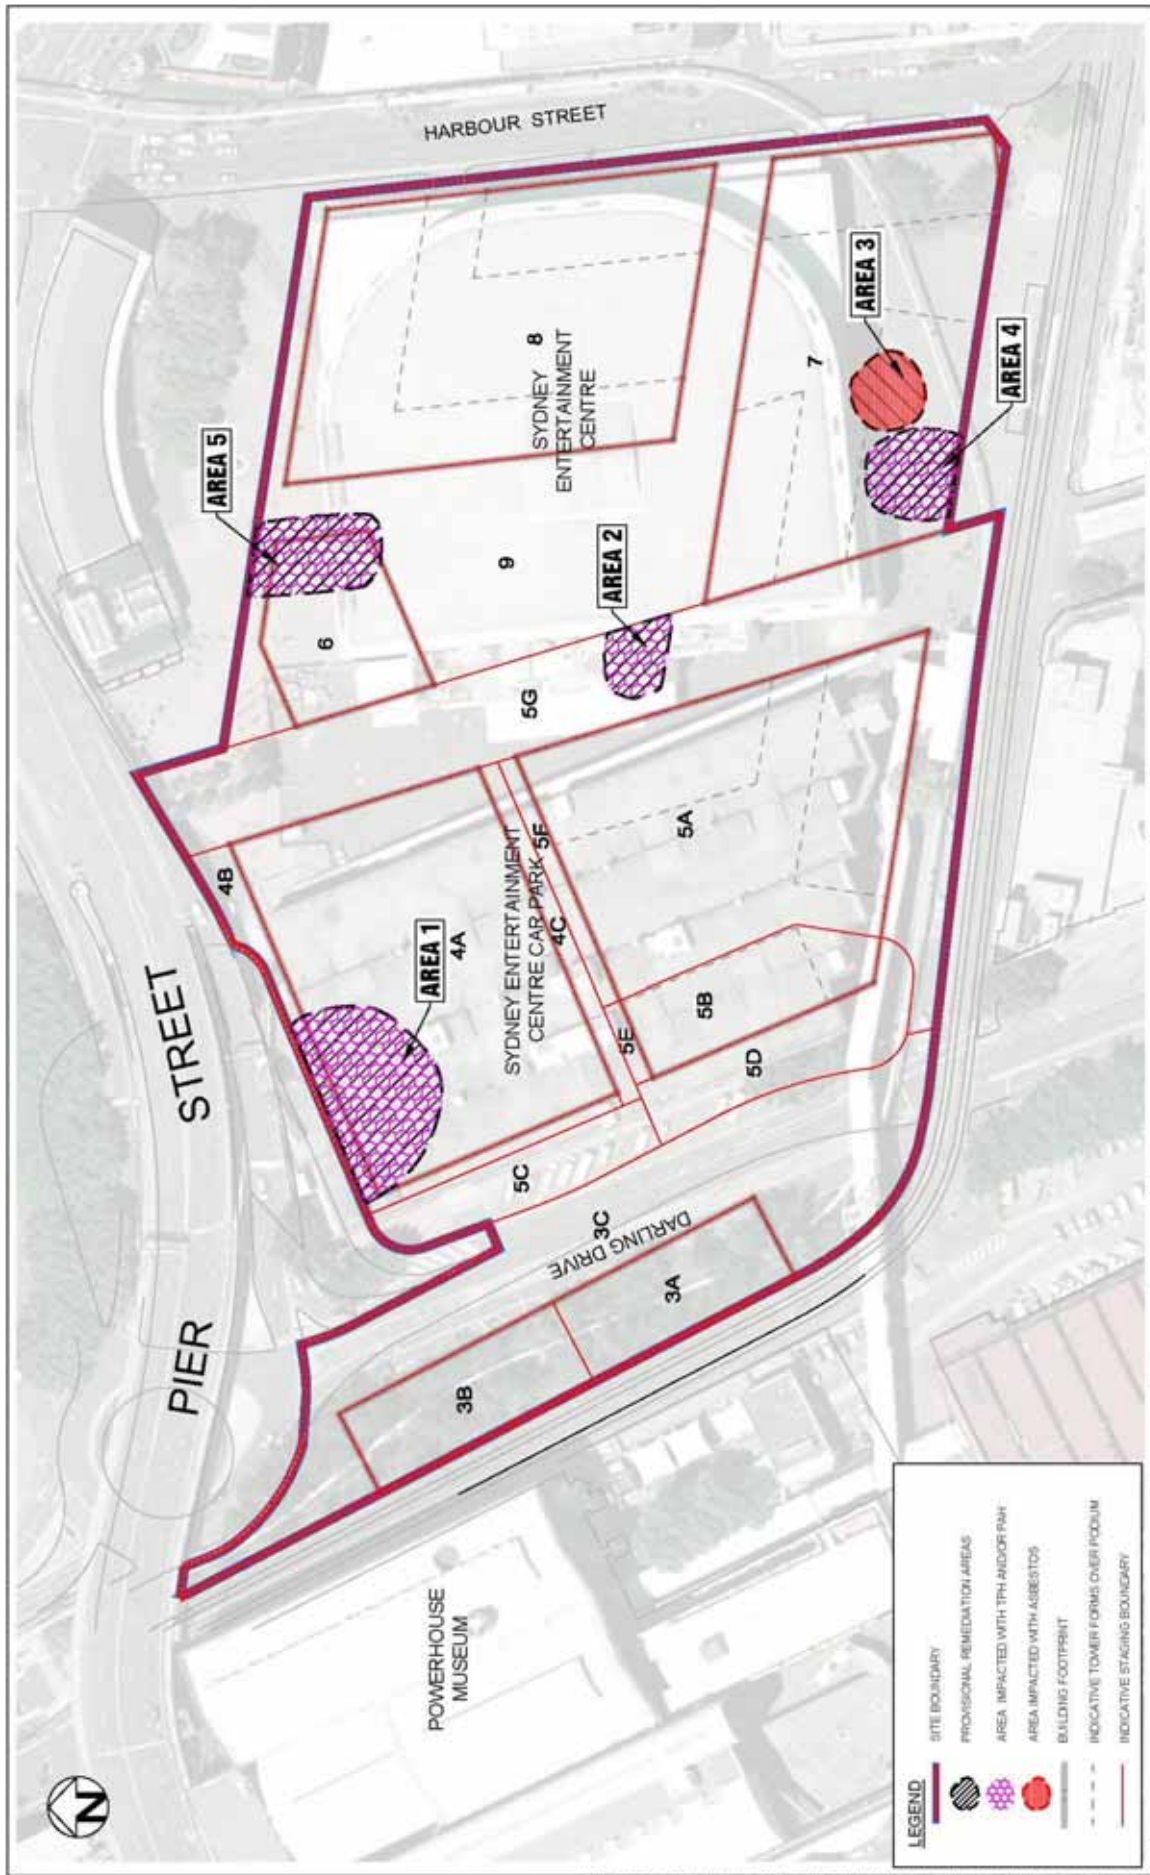 PIER STREET
HARBOUR STREET
POWERHOUSE
MUSEUM
DARLING DRIVE
3B
3A
3C
5C
4B
AREA 1
4A
SYDNEY ENTERTAINMENT
CENTRE CAR PARK
4C
5F
5E
5D
5B
5A
5G
AREA 2
6
AREA 5
9
8
SYDNEY
ENTERTAINMENT
CENTRE
7
AREA 3
AREA 4
N
LEGEND
SITE BOUNDARY
PROVISIONAL REMEDIATION AREAS
AREA IMPACTED WITH TPH AND/OR PAH
AREA IMPACTED WITH ASBESTOS
BUILDING FOOTPRINT
INDICATIVE TOWER FORMS OVER PODIUM
INDICATIVE STAGING BOUNDARY